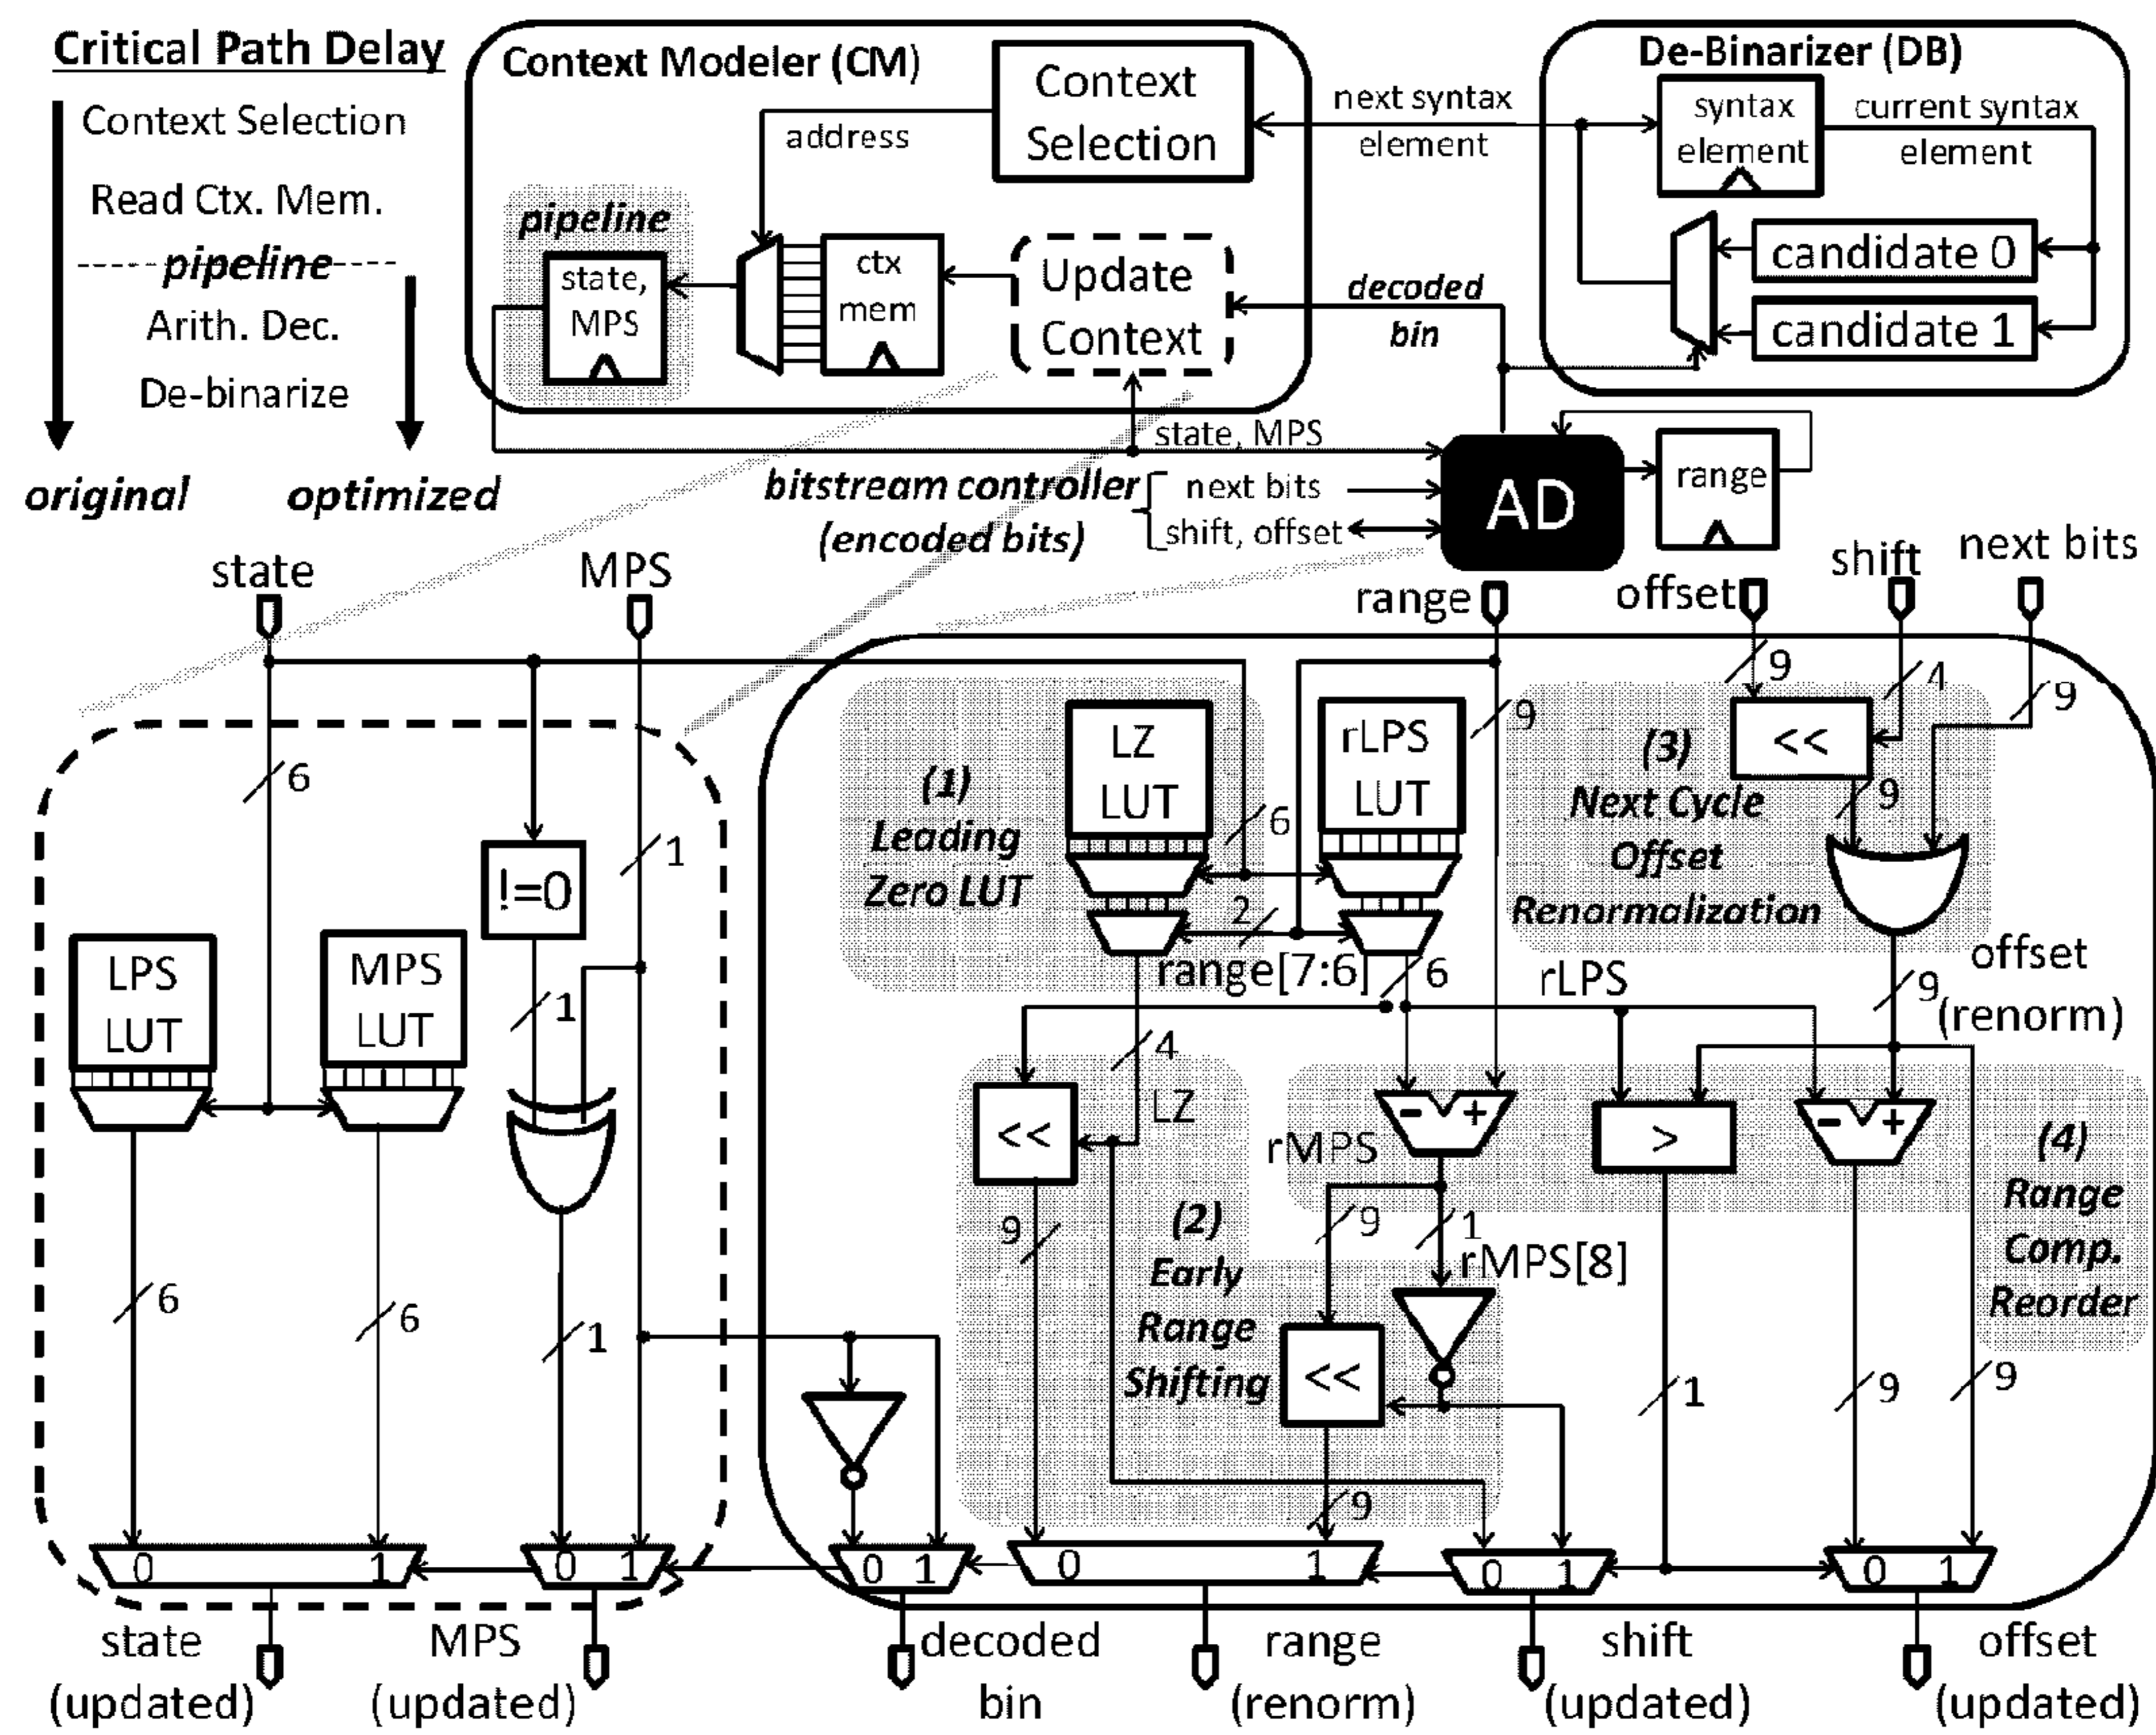 Critical Path Delay
Context Selection
Read Ctx. Mem.
pipeline
Arith. Dec.
De-binarize
original
optimized
Context Modeler (CM)
Context
Selection
address
pipeline
state,
MPS
ctx
mem
Update
Context
next syntax
element
decoded
bin
De-Binarizer (DB)
syntax
element
current syntax
element
candidate 0
candidate 1
state, MPS
bitstream controller
(encoded bits)
next bits
shift, offset
AD
range
state
MPS
range
offset
shift
next bits
6
1
!=0
LPS
LUT
MPS
LUT
1
6
6
1
0
1
0
1
state
(updated)
MPS
(updated)
(1)
Leading
Zero LUT
LZ
LUT
rLPS
LUT
6
2
range[7:6]
6
9
9
4
9
(3)
Next Cycle
Offset
Renormalization
<<
9
offset
(renorm)
9
rLPS
4
LZ
<<
9
(2)
Early
Range
Shifting
- +
rMPS
9
1
rMPS[8]
<<
9
>
1
- +
9
9
(4)
Range
Comp.
Reorder
0 1
0 1
0 1
0 1
decoded
bin
range
(renorm)
shift
(updated)
offset
(updated)